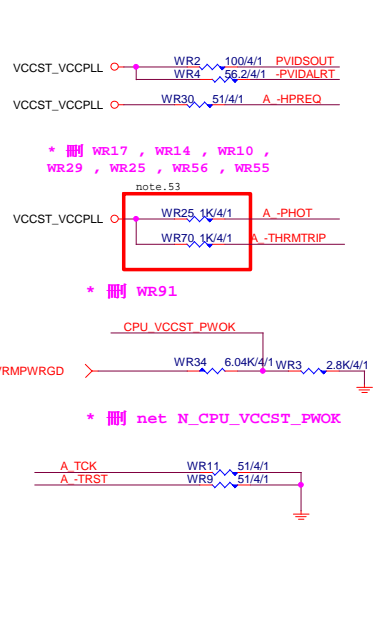 WR2 100/4/1 PVIDSOUT
VCCST_VCCPLL
WR4 56.2/4/1 -PVIDALRT
VCCST_VCCPLL WR30 51/4/1 A_-HPREQ
* 刪 WR17 , WR14 , WR10 ,
WR29 , WR25 , WR56 , WR55
note.53
VCCST_VCCPLL WR25 1K/4/1 A_-PHOT
WR70 1K/4/1 A_-THRMTRIP
* 刪 WR91
CPU_VCCST_PWOK
VRMPWRGD WR34 6.04K/4/1 WR3 2.8K/4/1
* 刪 net N_CPU_VCCST_PWOK
A_TCK WR11 51/4/1
A_-TRST WR9 51/4/1